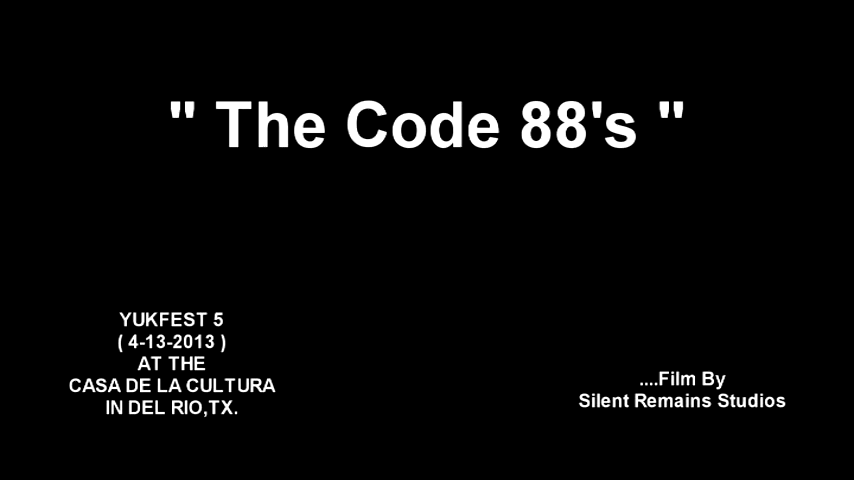 " The Code 88's "
YUKFEST 5
( 4-13-2013 )
AT THE
CASA DE LA CULTURA
IN DEL RIO,TX.
....Film By
Silent Remains Studios